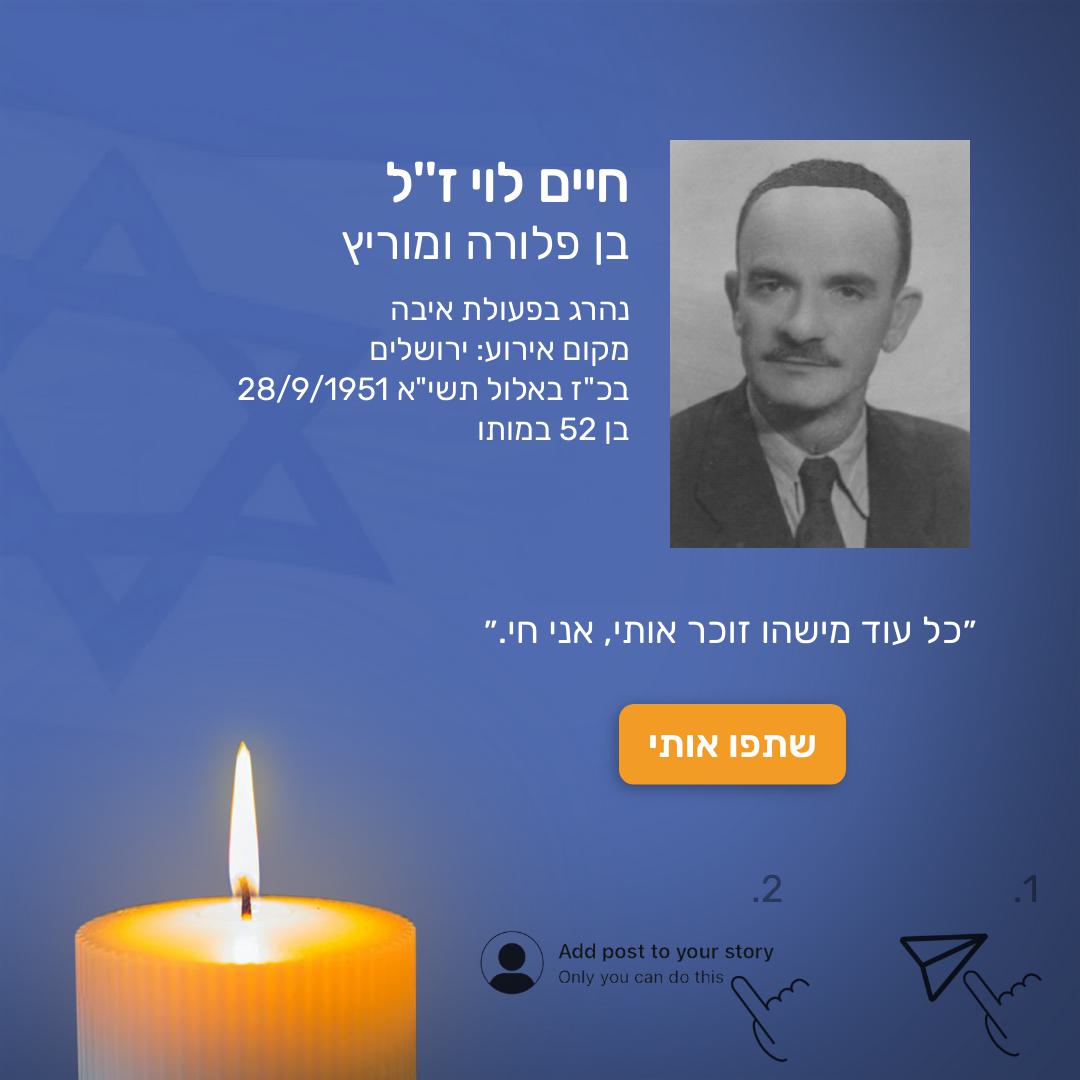 חיים לוי ז"ל
בן פלורה ומוריץ
נהרג בפעולת איבה
מקום אירוע: ירושלים
בכ"ז באלול תשי"א 28/9/1951
בן 52 במותו
״כל עוד מישהו זוכר אותי, אני חי.״
שתפו אותי
1.
2.
Add post to your story
Only you can do this